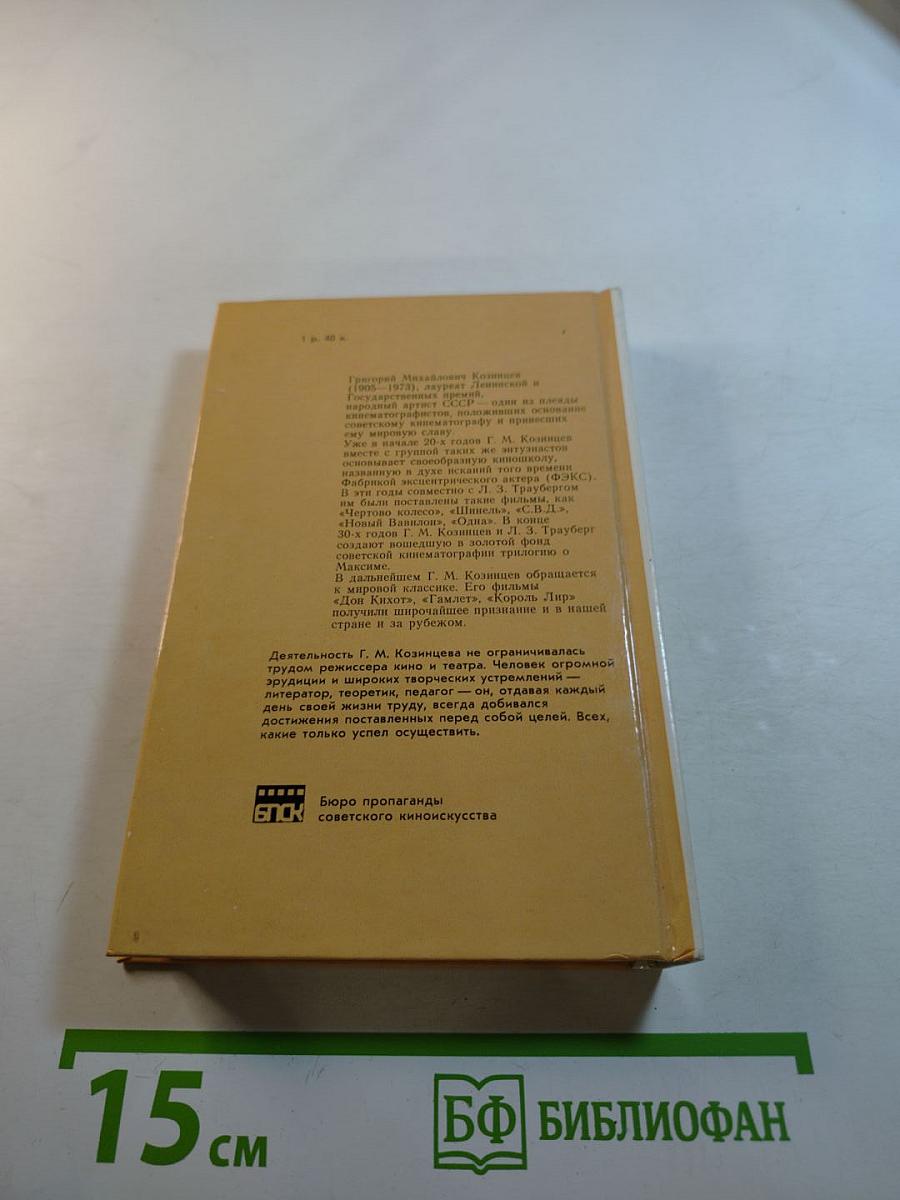 1 р. 40 к.
Григорий Михайлович Козинцев
(1905—1973), лауреат Ленинской и
Государственных премий,
народный артист СССР — один из плеяды
кинематографистов, положивших основание
советскому кинематографу и принесших
ему мировую славу.
Уже в начале 20-х годов Г. М. Козинцев
вместе с группой таких же энтузиастов
основывает своеобразную киношколу,
названную в духе исканий того времени
Фабрикой эксцентрического актера (ФЭКС).
В эти годы совместно с Л. З. Траубергом
им были поставлены такие фильмы, как
«Чертово колесо», «Шинель», «С.В.Д.»,
«Новый Вавилон», «Одна». В конце
30-х годов Г. М. Козинцев и Л. З. Трауберг
создают вошедшую в золотой фонд
советской кинематографии трилогию о
Максиме.
В дальнейшем Г. М. Козинцев обращается
к мировой классике. Его фильмы
«Дон Кихот», «Гамлет», «Король Лир»
получили широчайшее признание и в нашей
стране и за рубежом.
Деятельность Г. М. Козинцева не ограничивалась
трудом режиссера кино и театра. Человек огромной
эрудиции и широких творческих устремлений —
литератор, теоретик, педагог — он, отдавая каждый
день своей жизни труду, всегда добивался
достижения поставленных перед собой целей. Всех,
какие только успел осуществить.
БПСК
Бюро пропаганды
советского киноискусства
15 см
БФ БИБЛИОФАН